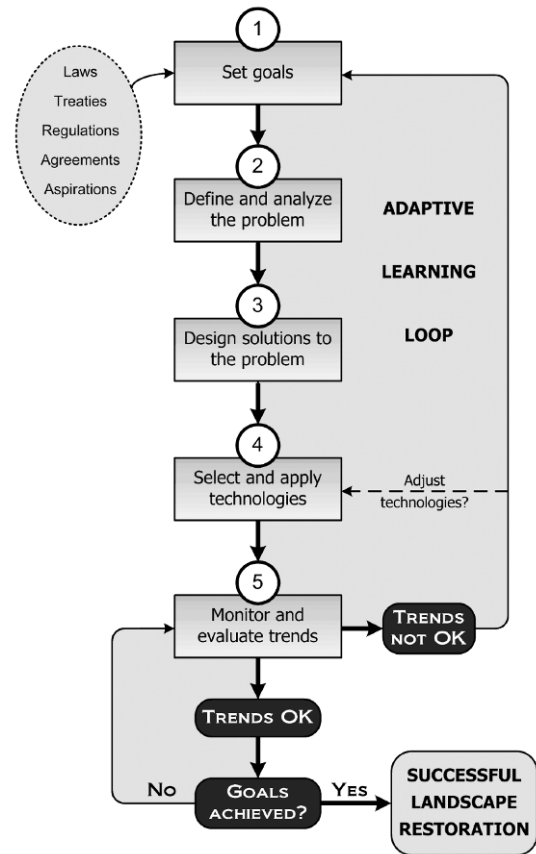 1
Set goals
Laws
Treaties
Regulations
Agreements
Aspirations
2
Define and analyze
the problem
ADAPTIVE
LEARNING
LOOP
3
Design solutions to
the problem
4
Select and apply
technologies
Adjust
technologies?
5
Monitor and
evaluate trends
TRENDS
NOT OK
TRENDS OK
NO
GOALS
ACHIEVED?
YES
SUCCESSFUL
LANDSCAPE
RESTORATION